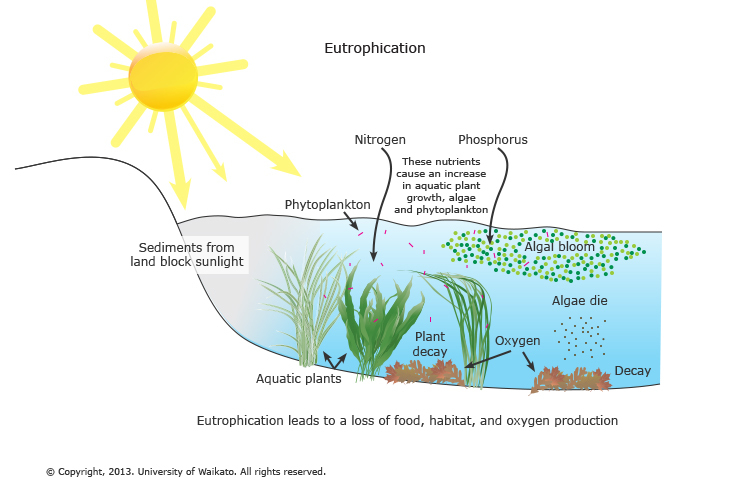 Eutrophication
Nitrogen
Phosphorus
These nutrients
cause an increase
in aquatic plant
growth, algae
and phytoplankton
Phytoplankton
Sediments from
land block sunlight
Algal bloom
Algae die
Plant
decay
Oxygen
Decay
Aquatic plants
Eutrophication leads to a loss of food, habitat, and oxygen production
© Copyright, 2013. University of Waikato. All rights reserved.